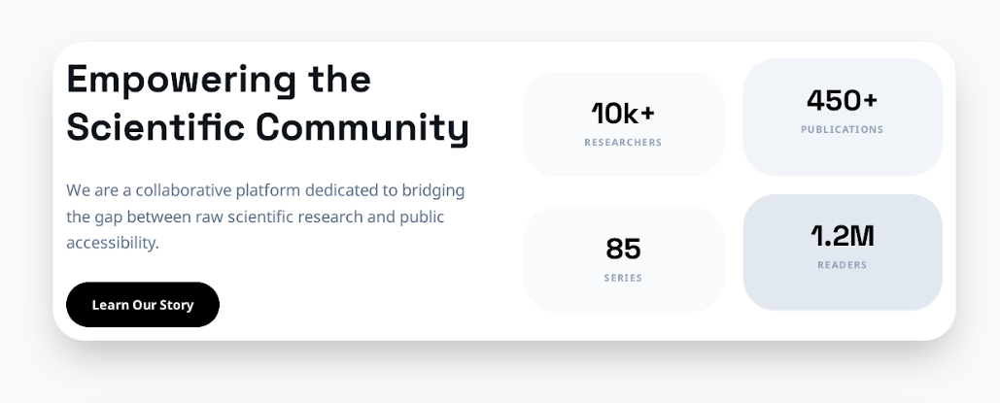 Empowering the
Scientific Community
We are a collaborative platform dedicated to bridging
the gap between raw scientific research and public
accessibility.
Learn Our Story
10k+
RESEARCHERS
450+
PUBLICATIONS
85
SERIES
1.2M
READERS